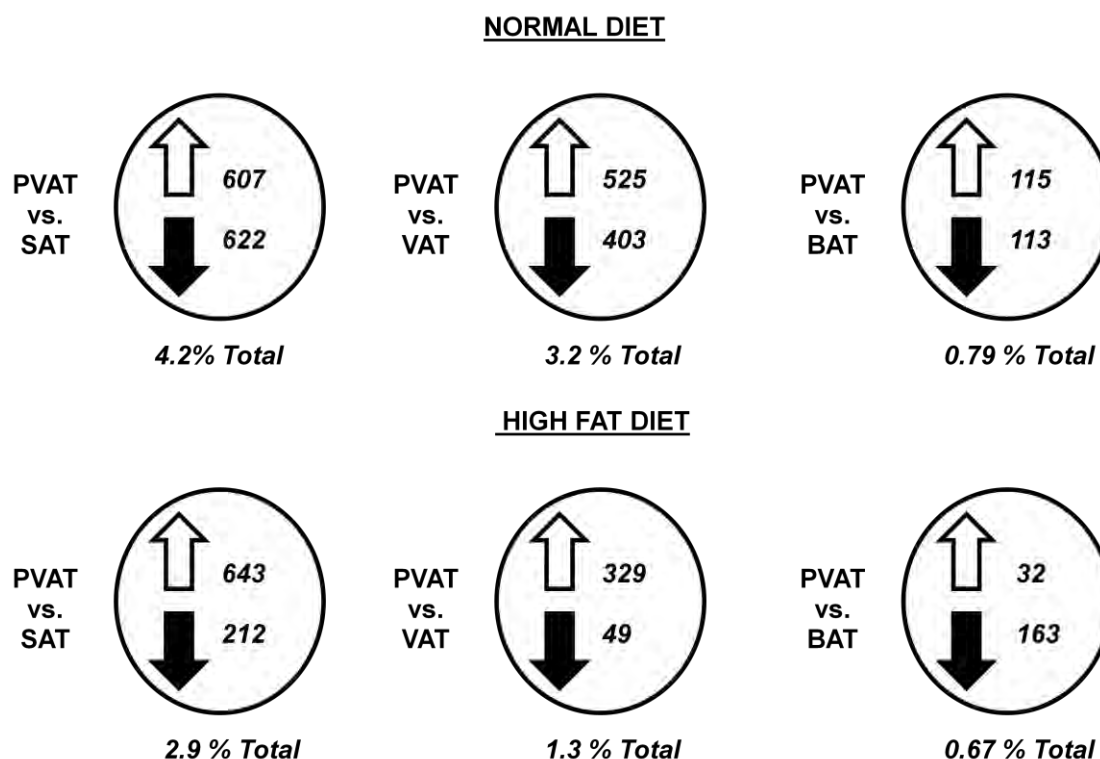 NORMAL DIET
PVAT
vs.
SAT
607
622
4.2% Total
PVAT
vs.
VAT
525
403
3.2 % Total
PVAT
vs.
BAT
115
113
0.79 % Total
HIGH FAT DIET
PVAT
vs.
SAT
643
212
2.9 % Total
PVAT
vs.
VAT
329
49
1.3 % Total
PVAT
vs.
BAT
32
163
0.67 % Total